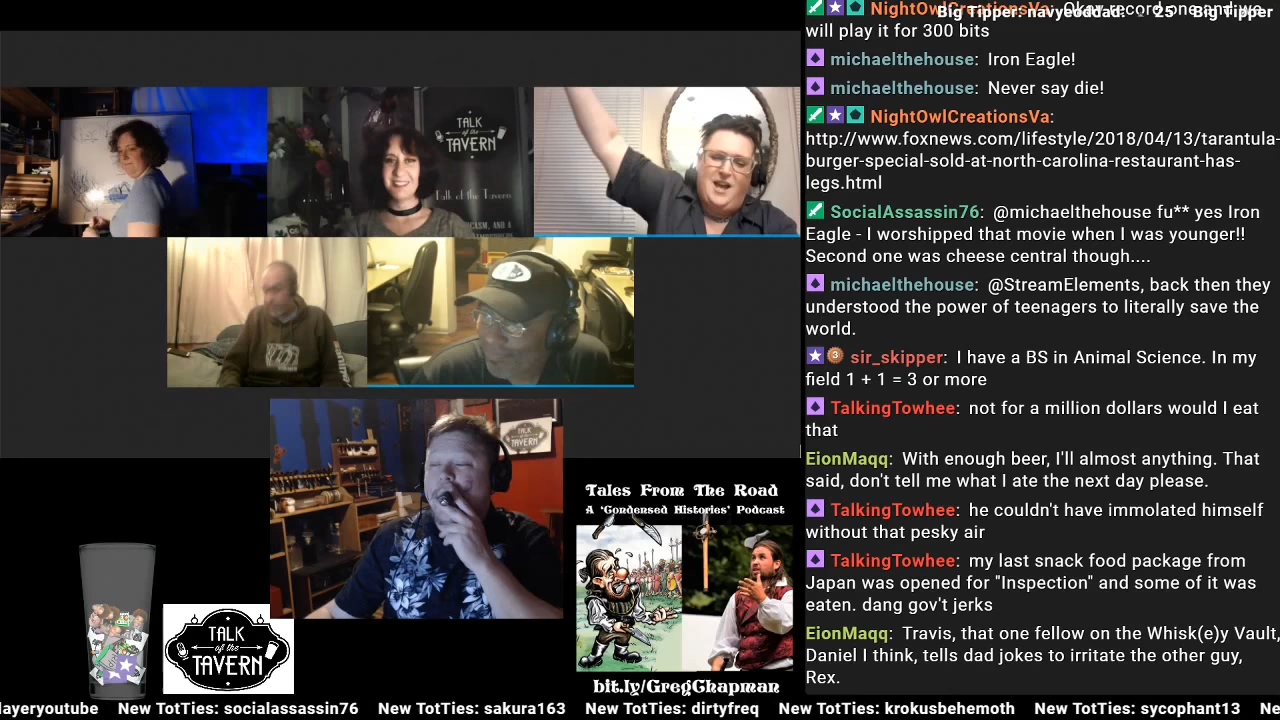 NightOwlCreationsVa: Okay record one and we
Big Tipper: navyeoddad: 25 Big Tipper
will play it for 300 bits
michaelthehouse: Iron Eagle!
michaelthehouse: Never say die!
NightOwlCreationsVa:
http://www.foxnews.com/lifestyle/2018/04/13/tarantula-
burger-special-sold-at-north-carolina-restaurant-has-
legs.html
SocialAssassin76: @michaelthehouse fu** yes Iron
Eagle - I worshipped that movie when I was younger!!
Second one was cheese central though....
michaelthehouse: @StreamElements, back then they
understood the power of teenagers to literally save the
world.
3 sir_skipper: I have a BS in Animal Science. In my
field 1 + 1 = 3 or more
TalkingTowhee: not for a million dollars would I eat
that
EionMaqq: With enough beer, I'll almost anything. That
said, don't tell me what I ate the next day please.
TalkingTowhee: he couldn't have immolated himself
without that pesky air
TalkingTowhee: my last snack food package from
Japan was opened for "Inspection" and some of it was
eaten. dang gov't jerks
EionMaqq: Travis, that one fellow on the Whisk(e)y Vault,
Daniel I think, tells dad jokes to irritate the other guy,
Rex.
TALK
of the
TAVERN
Talk of the Tavern
TALK
of the
TAVERN
Tales From The Road
A 'Condensed Histories' Podcast
bit.ly/GregChapman
TALK
of the
TAVERN
layeryoutube New TotTies: socialassassin76 New TotTies: sakura163 New TotTies: dirtyfreq New TotTies: krokusbehemoth New TotTies: sycophant13 Ne